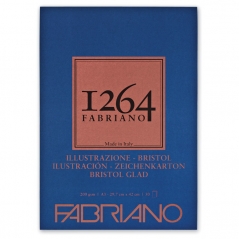 1264
FABRIANO
Made in Italy
ILLUSTRAZIONE - BRISTOL
ILUSTRACIÓN - ZEICHENKARTON
BRISTOL GLAD
FABRIANO